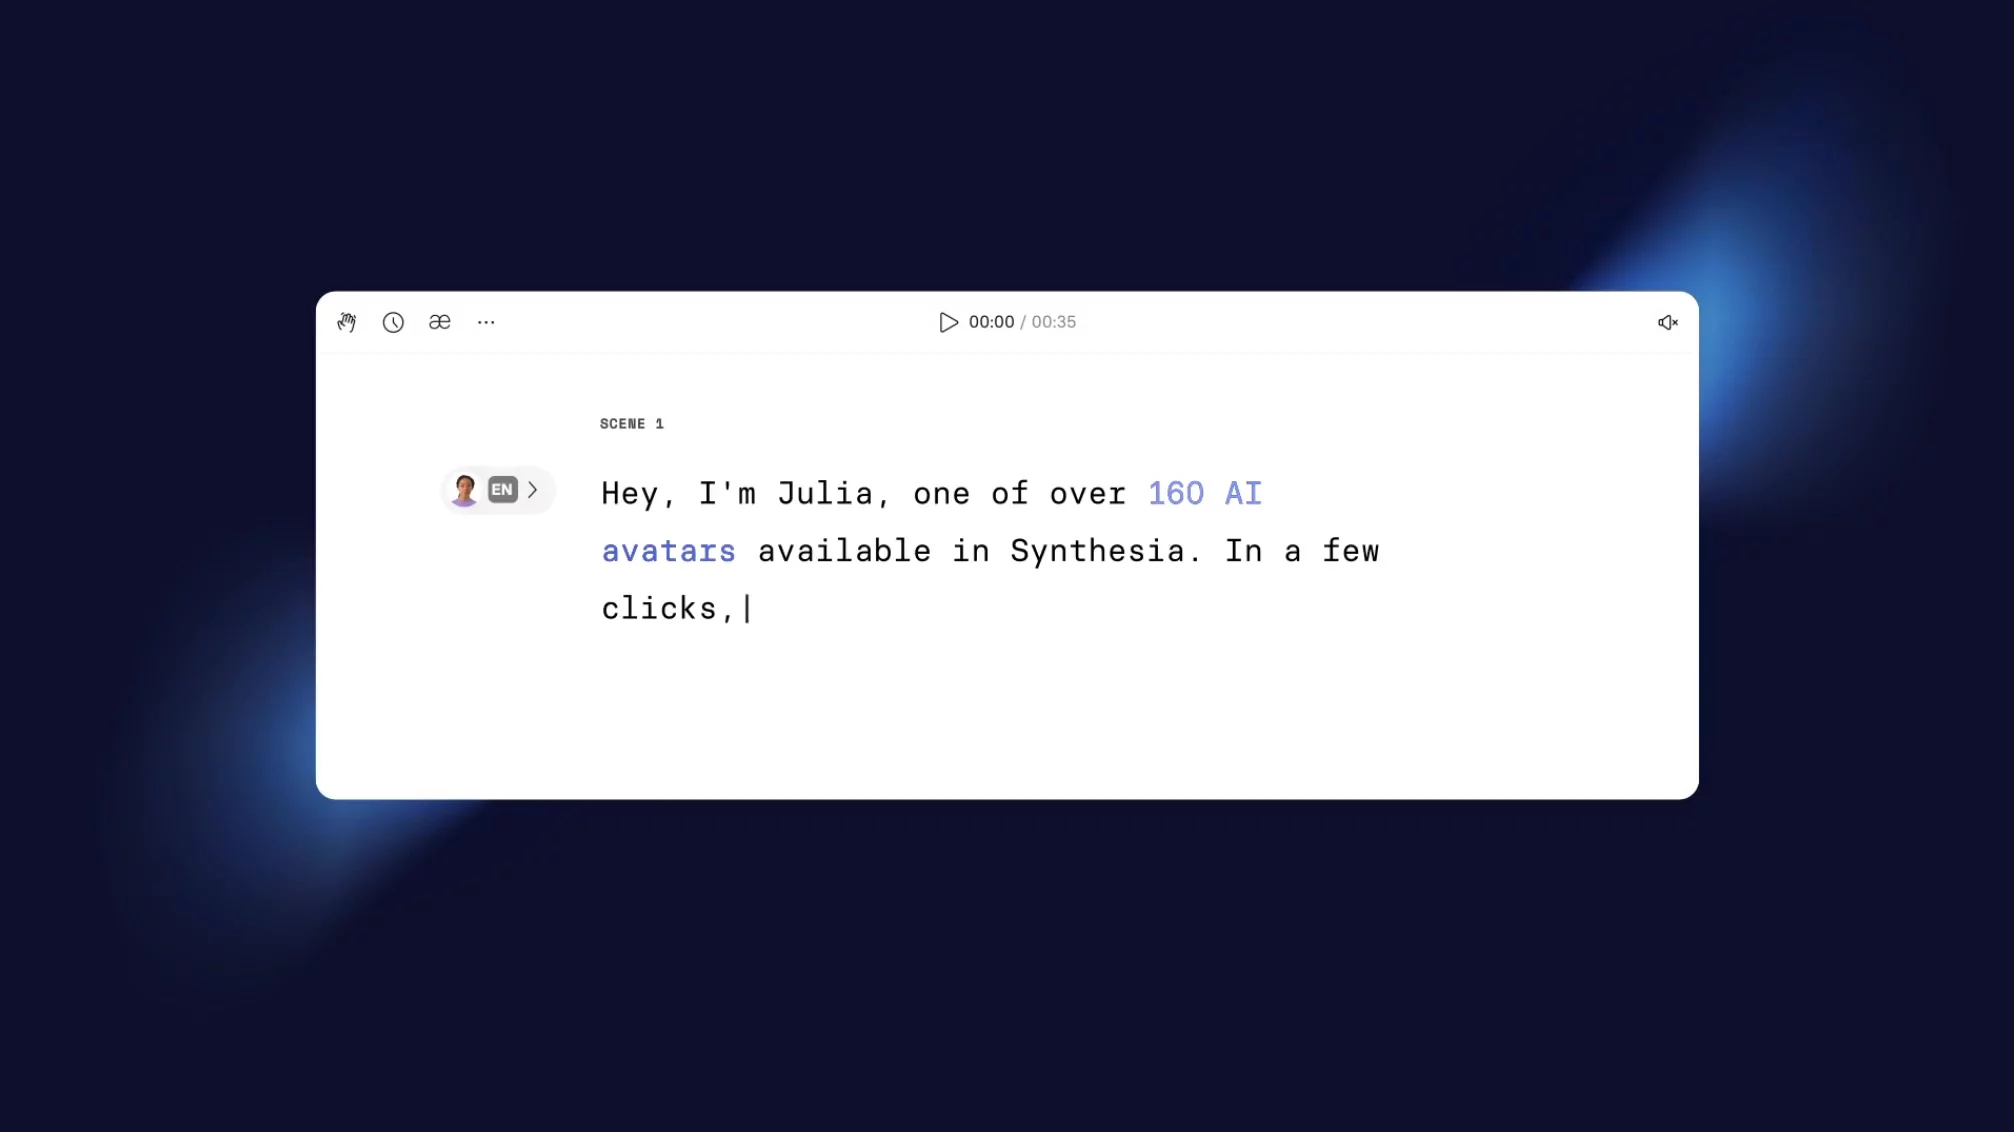 æ ... 00:00 / 00:35
SCENE 1
EN
Hey, I'm Julia, one of over 160 AI
avatars available in Synthesia. In a few
clicks,